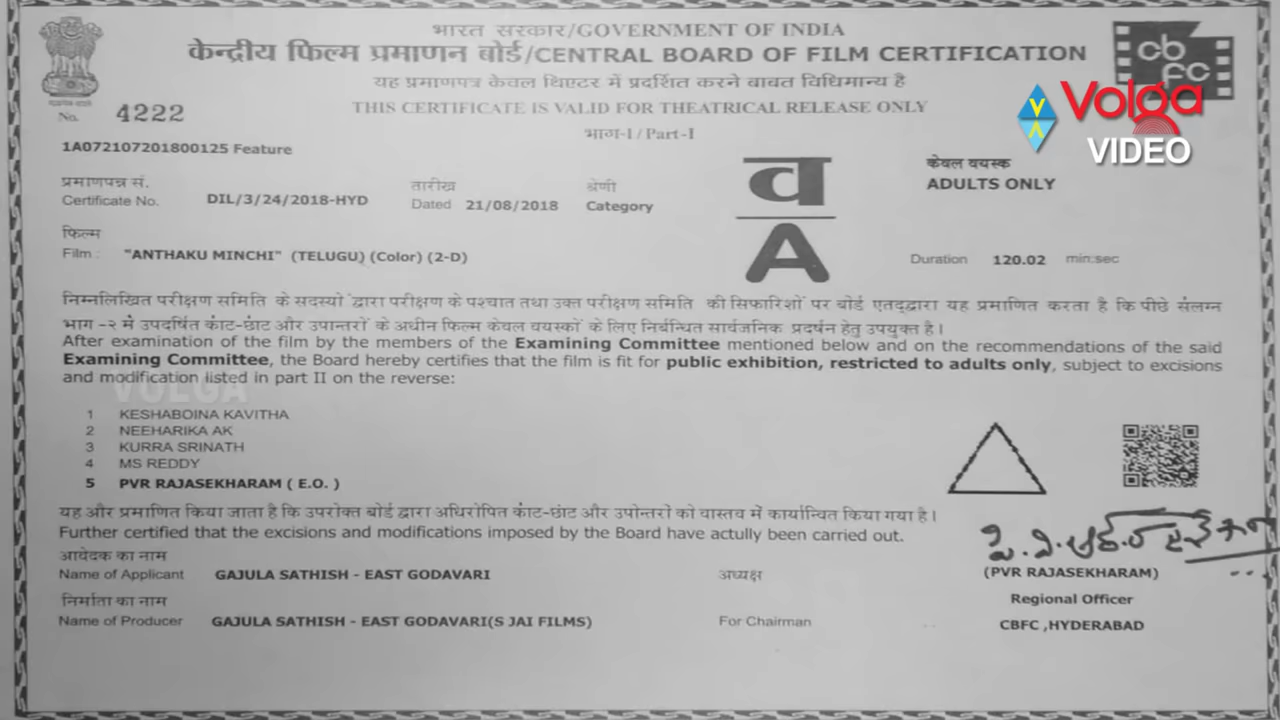 भारत सरकार/GOVERNMENT OF INDIA
केन्द्रीय फिल्म प्रमाणन बोर्ड/CENTRAL BOARD OF FILM CERTIFICATION
यह प्रमाणपत्र केवल थिएटर में प्रदर्शित करने बाबत विधिमान्य है
THIS CERTIFICATE IS VALID FOR THEATRICAL RELEASE ONLY
भाग-I / Part-I
cb
fc
Volga
VIDEO
No. 4222
1A072107201800125 Feature
प्रमाणपत्र सं.
Certificate No. DIL/3/24/2018-HYD
तारीख
Dated 21/08/2018
श्रेणी
Category
व
A
केवल वयस्क
ADULTS ONLY
फिल्म
Film : "ANTHAKU MINCHI" (TELUGU) (Color) (2-D)
Duration 120.02 min:sec
निम्नलिखित परीक्षण समिति के सदस्यों द्वारा परीक्षण के पश्चात तथा उक्त परीक्षण समिति की सिफारिशों पर बोर्ड एतद्द्वारा यह प्रमाणित करता है कि पीछे संलग्न
भाग -२ में उपदर्षित कांट-छांट और उपान्तरों के अधीन फिल्म केवल वयस्कों के लिए निर्बन्धित सार्वजनिक प्रदर्षन हेतु उपयुक्त है।
After examination of the film by the members of the Examining Committee mentioned below and on the recommendations of the said
Examining Committee, the Board hereby certifies that the film is fit for public exhibition, restricted to adults only, subject to excisions
and modification listed in part II on the reverse:
VOLGA
1 KESHABOINA KAVITHA
2 NEEHARIKA AK
3 KURRA SRINATH
4 MS REDDY
5 PVR RAJASEKHARAM ( E.O. )
यह और प्रमाणित किया जाता है कि उपरोक्त बोर्ड द्वारा अधिरोपित कांट-छांट और उपोन्तरों को वास्तव में कार्यान्वित किया गया है।
Further certified that the excisions and modifications imposed by the Board have actully been carried out.
आवेदक का नाम
Name of Applicant GAJULA SATHISH - EAST GODAVARI
अध्यक्ष
(PVR RAJASEKHARAM)
Regional Officer
निर्माता का नाम
Name of Producer GAJULA SATHISH - EAST GODAVARI(S JAI FILMS)
For Chairman
CBFC ,HYDERABAD